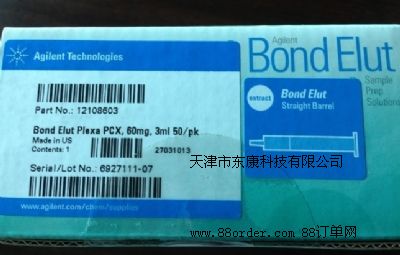 Agilent Technologies
Part No.: 12108603
Bond Elut Plexa PCX, 60mg, 3ml 50/pk
Made in US
Contents: 1
27031013
Serial/Lot No.: 6927111-07
www.agilent.com/chem/supplies
Agilent
Bond Elut
Sample
Prep
Solutions
extract
Bond Elut
Straight Barrel
天津市东康科技有限公司
www.88order.com 88订单网